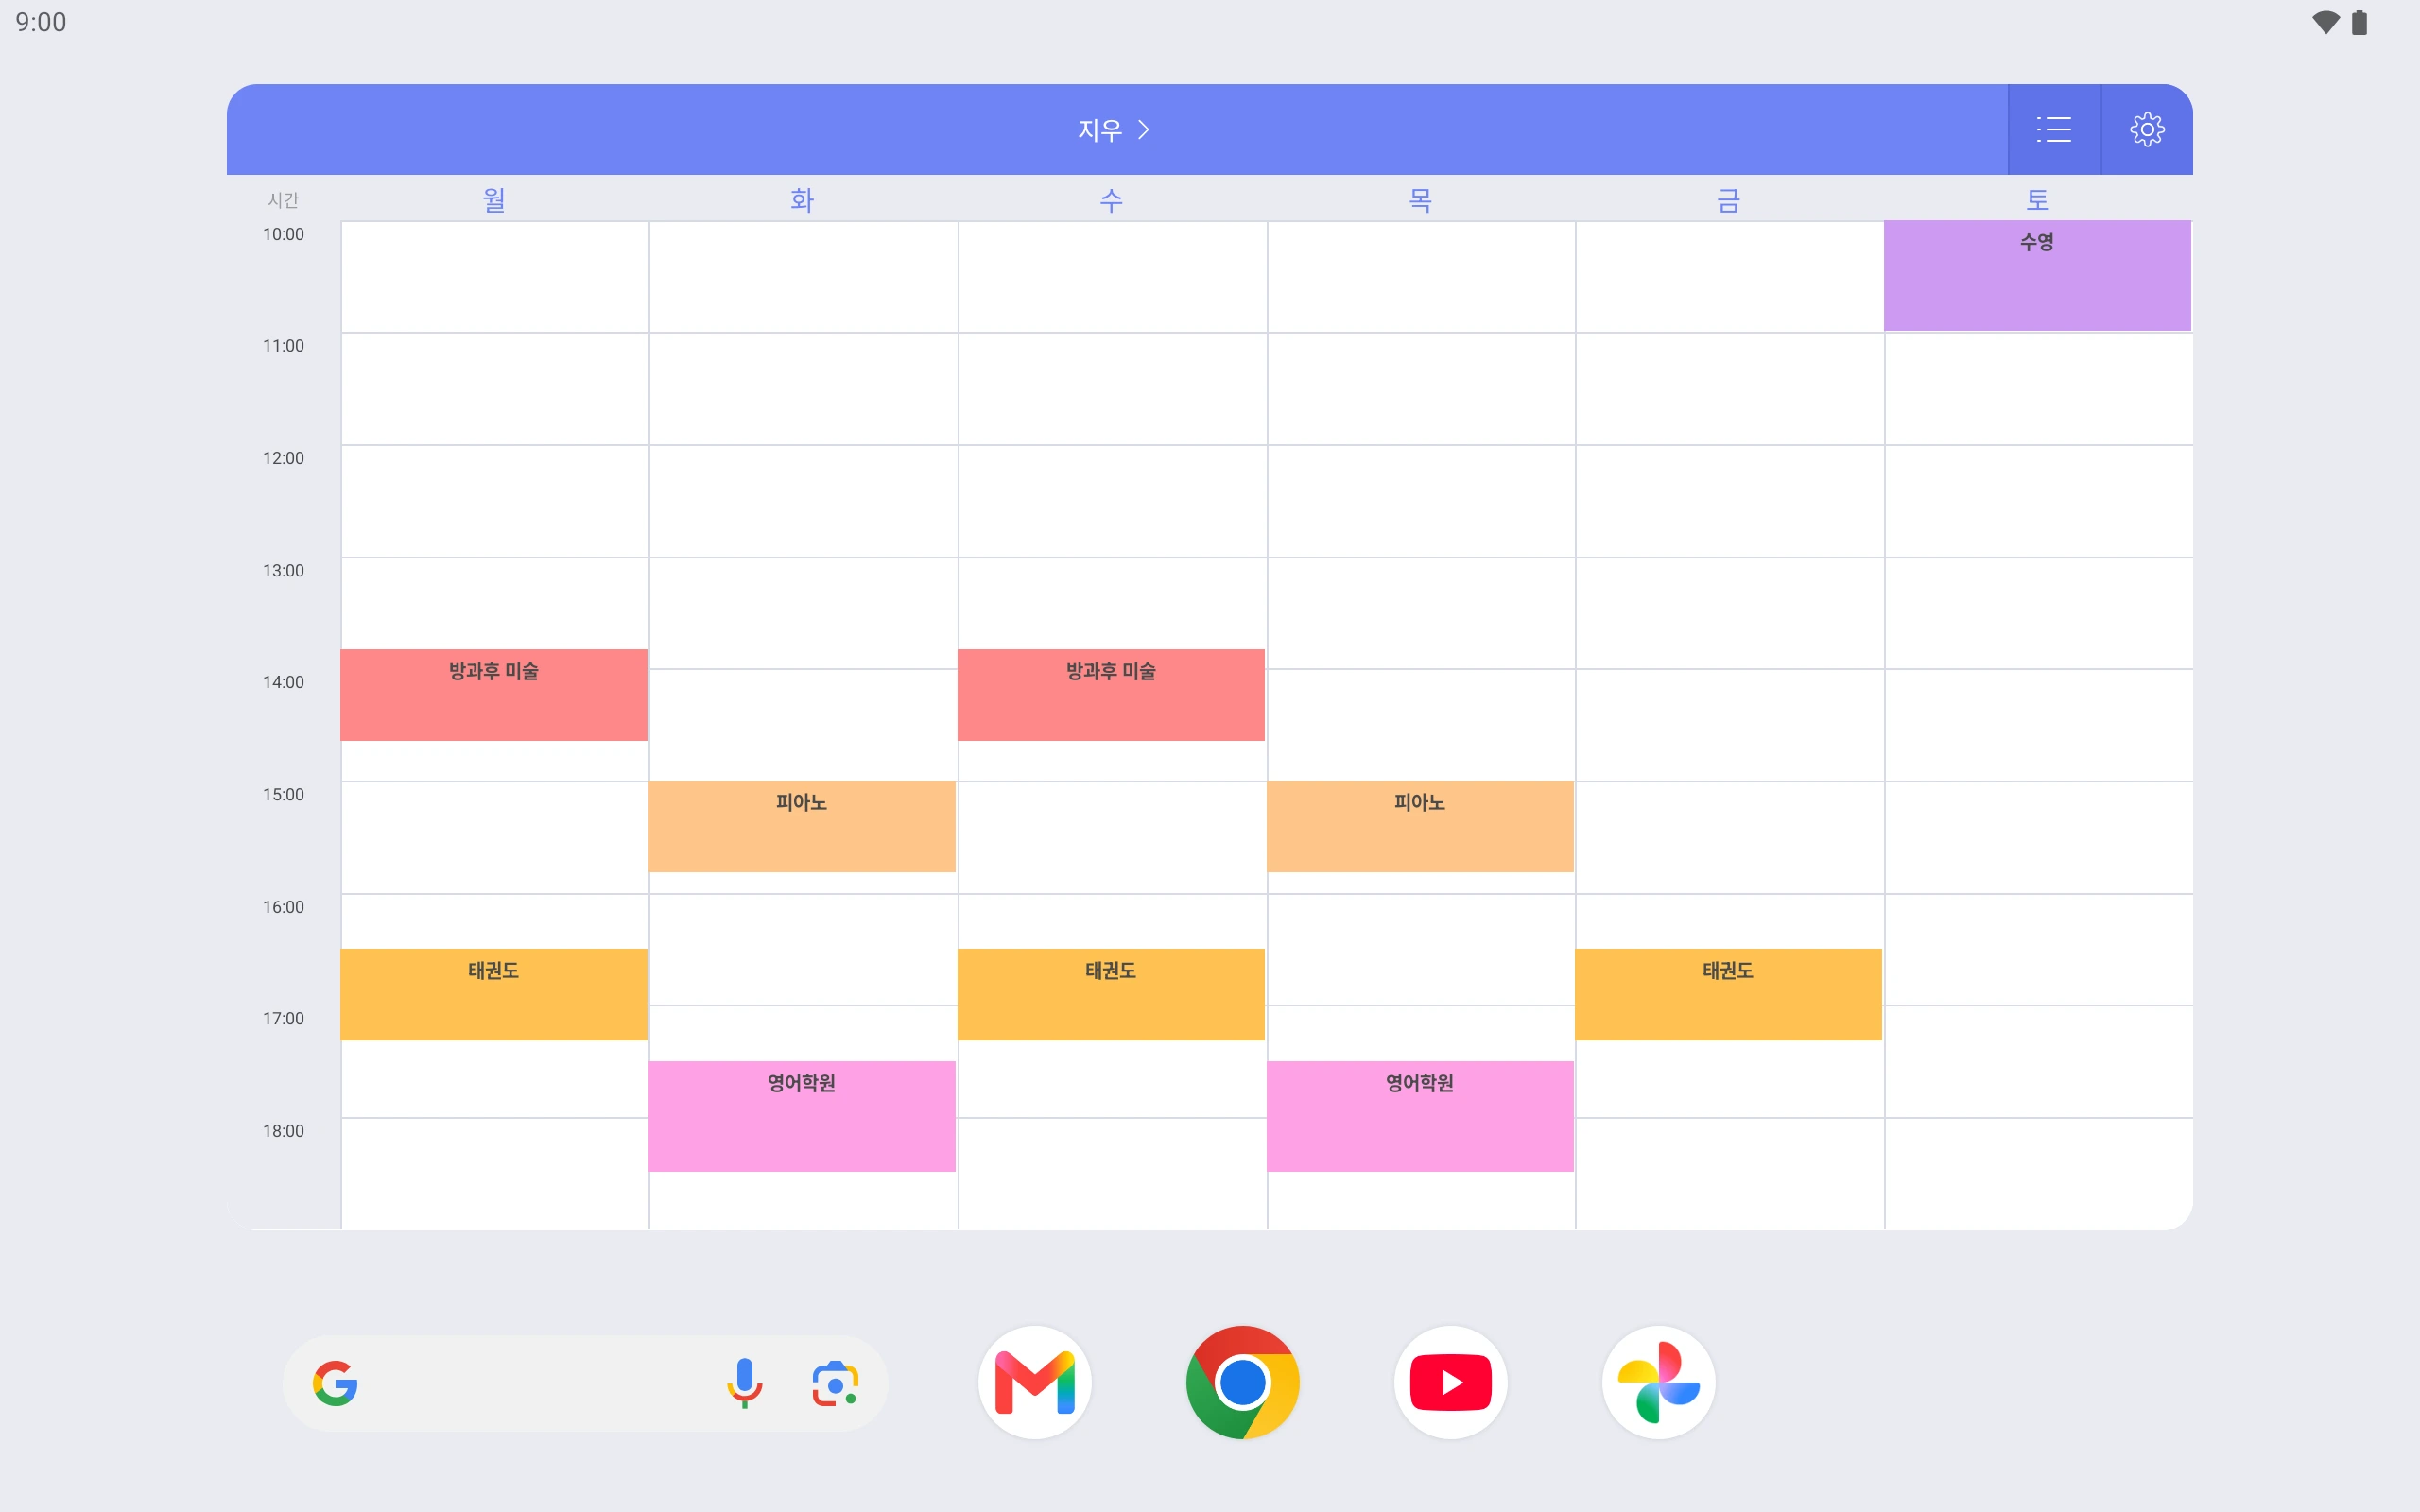 9:00
지우
시간 월 화 수 목 금 토
10:00
수영
11:00
12:00
13:00
방과후 미술 방과후 미술
14:00
15:00
피아노 피아노
16:00
태권도 태권도 태권도
17:00
영어학원 영어학원
18:00